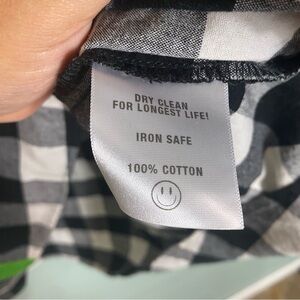 DRY CLEAN
FOR LONGEST LIFE!
IRON SAFE
100% COTTON